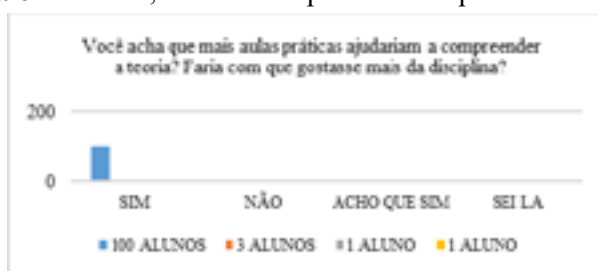 Você acha que mais aulas práticas ajudariam a compreender
a teoria? Faria com que gostasse mais da disciplina?
200
0
SIM NÃO ACHO QUE SIM SEI LA
100 ALUNOS 3 ALUNOS 1 ALUNO 1 ALUNO